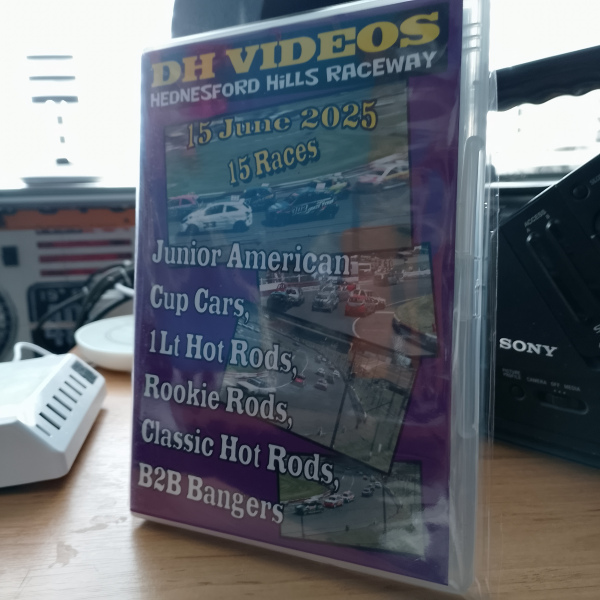 DH VIDEOS
HEDNESFORD HILLS RACEWAY
15 June 2025
15 Races
Junior American
Cup Cars,
1Lt Hot Rods,
Rookie Rods,
Classic Hot Rods,
B2B Bangers
ACCESS
SONY